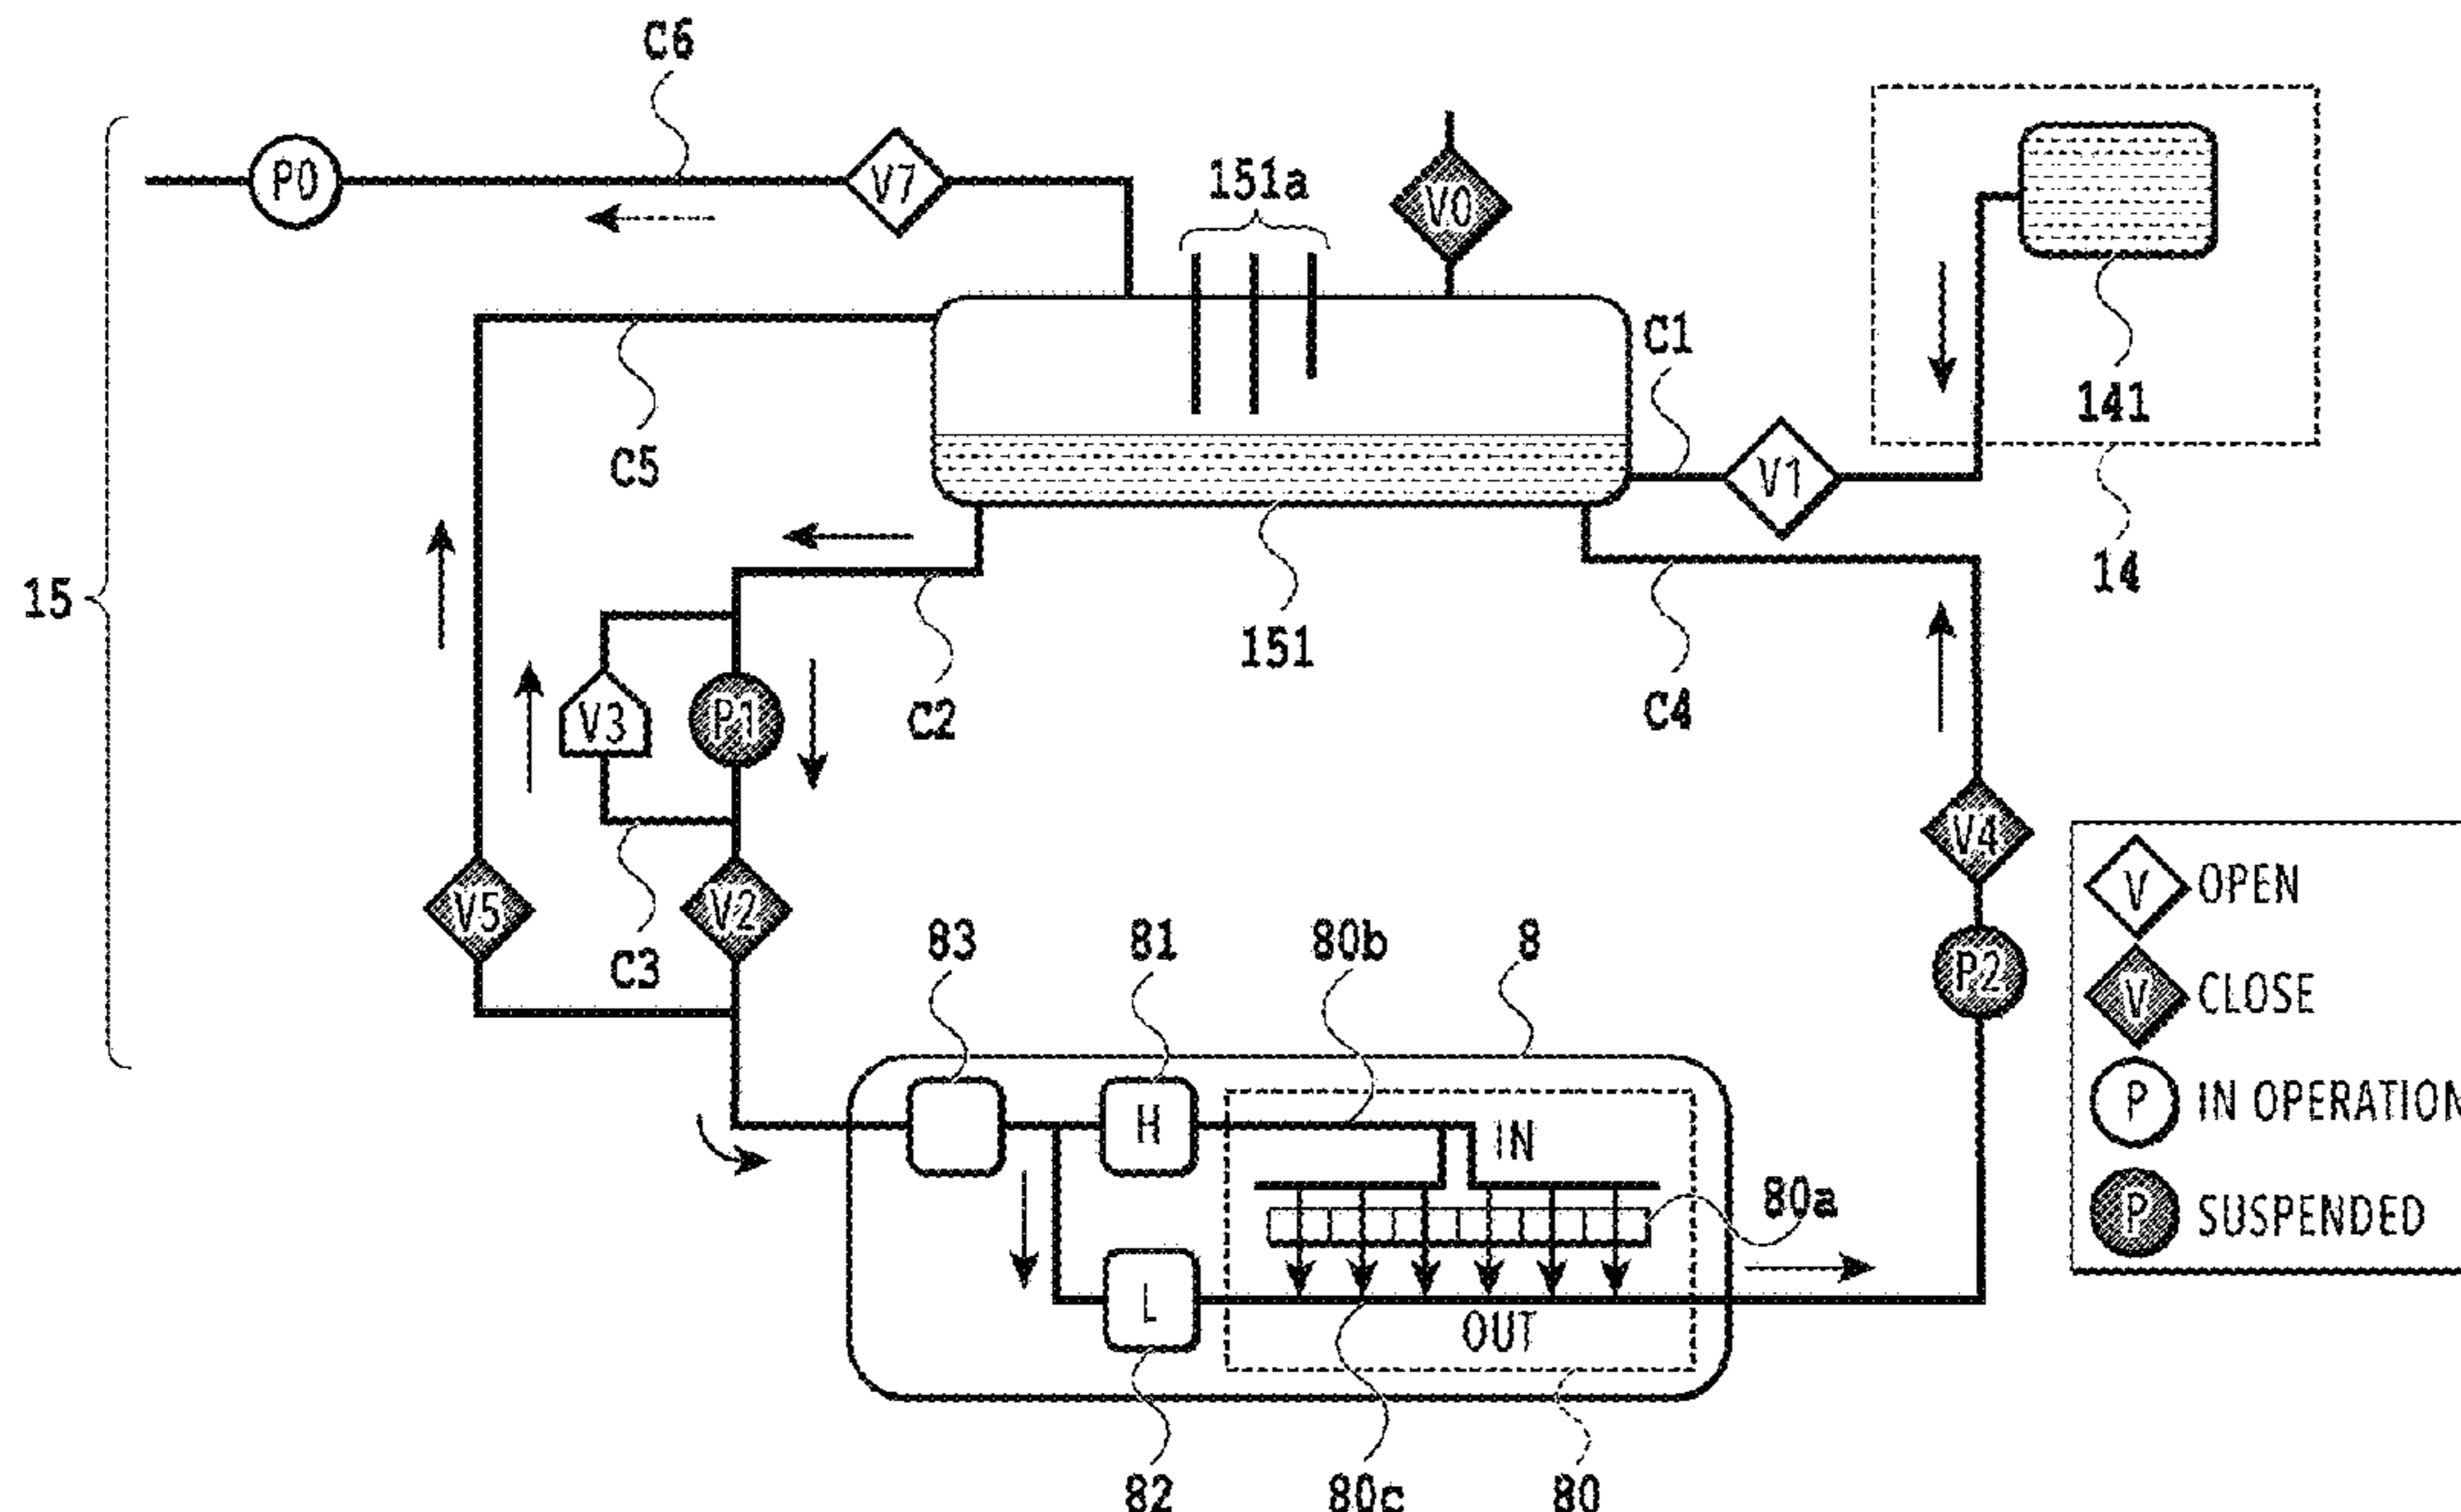 C6
P0
V7
151a
V0
C1
141
C5
V1
14
15
151
C2
C4
V3
P1
V4
V5
V2
C3
P2
83
81
80b
8
H
IN
80a
L
OUT
82
80c
80
V OPEN
V CLOSE
P IN OPERATION
P SUSPENDED